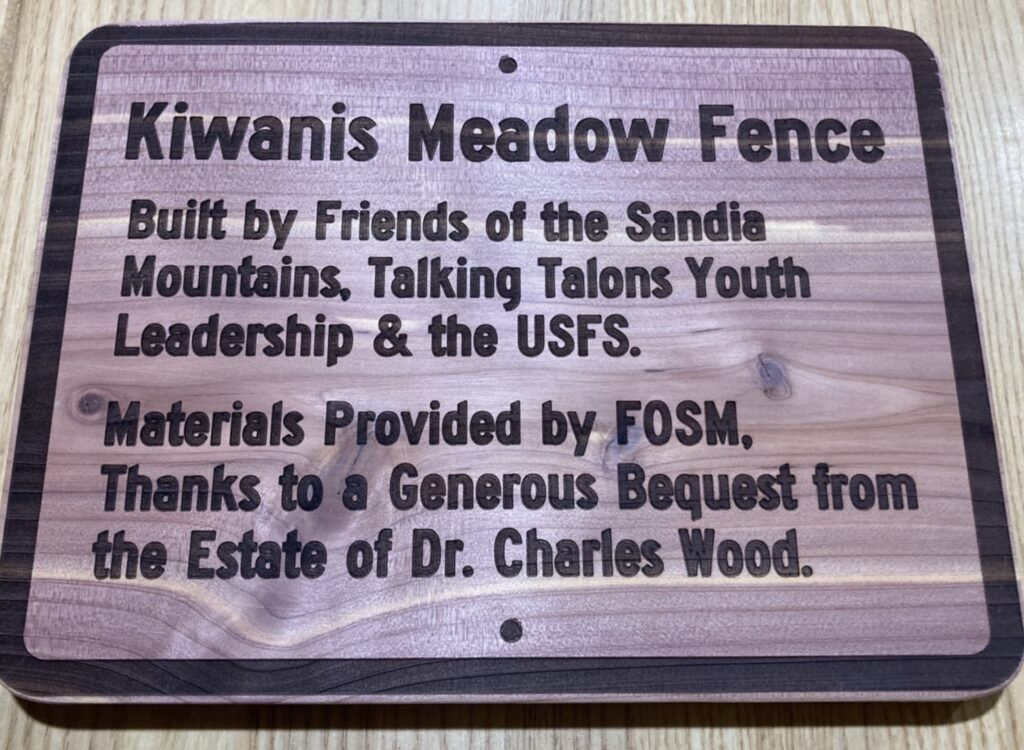 Kiwanis Meadow Fence
Built by Friends of the Sandia
Mountains, Talking Talons Youth
Leadership & the USFS.
Materials Provided by FOSM,
Thanks to a Generous Bequest from
the Estate of Dr. Charles Wood.